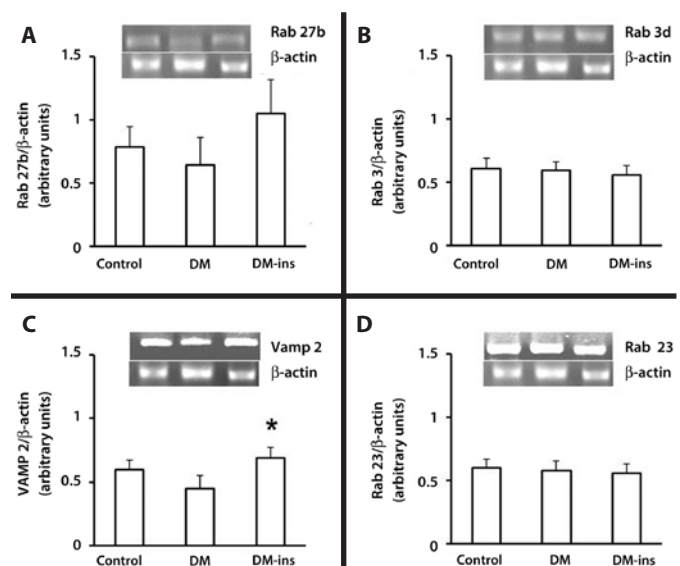 A
Rab 27b
β-actin
1.5
1
0.5
0
Rab 27b/β-actin
(arbitrary units)
Control
DM
DM-ins
B
Rab 3d
β-actin
1.5
1
0.5
0
Rab 3/β-actin
(arbitrary units)
Control
DM
DM-ins
C
Vamp 2
β-actin
1.5
1
0.5
0
VAMP 2/β-actin
(arbitrary units)
*
Control
DM
DM-ins
D
Rab 23
β-actin
1.5
1
0.5
0
Rab 23/β-actin
(arbitrary units)
Control
DM
DM-ins